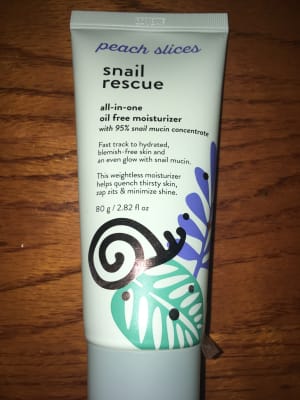 peach slices
snail
rescue
all-in-one
oil free moisturizer
with 95% snail mucin concentrate
Fast track to hydrated,
blemish-free skin and
an even glow with snail mucin.
This weightless moisturizer
helps quench thirsty skin,
zap zits & minimize shine.
80 g / 2.82 fl oz